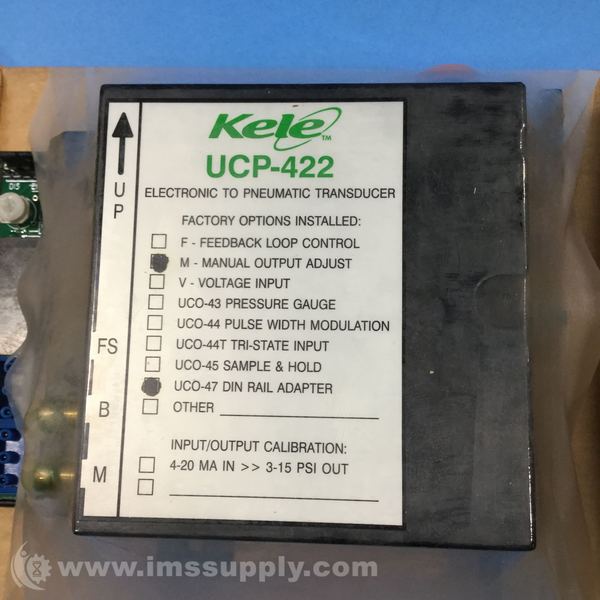 Kele™
UCP-422
ELECTRONIC TO PNEUMATIC TRANSDUCER
UP
FACTORY OPTIONS INSTALLED:
F - FEEDBACK LOOP CONTROL
M - MANUAL OUTPUT ADJUST
V - VOLTAGE INPUT
UCO-43 PRESSURE GAUGE
UCO-44 PULSE WIDTH MODULATION
UCO-44T TRI-STATE INPUT
UCO-45 SAMPLE & HOLD
UCO-47 DIN RAIL ADAPTER
OTHER
INPUT/OUTPUT CALIBRATION:
4-20 MA IN >> 3-15 PSI OUT
FS
B
M
D15
www.imssupply.com